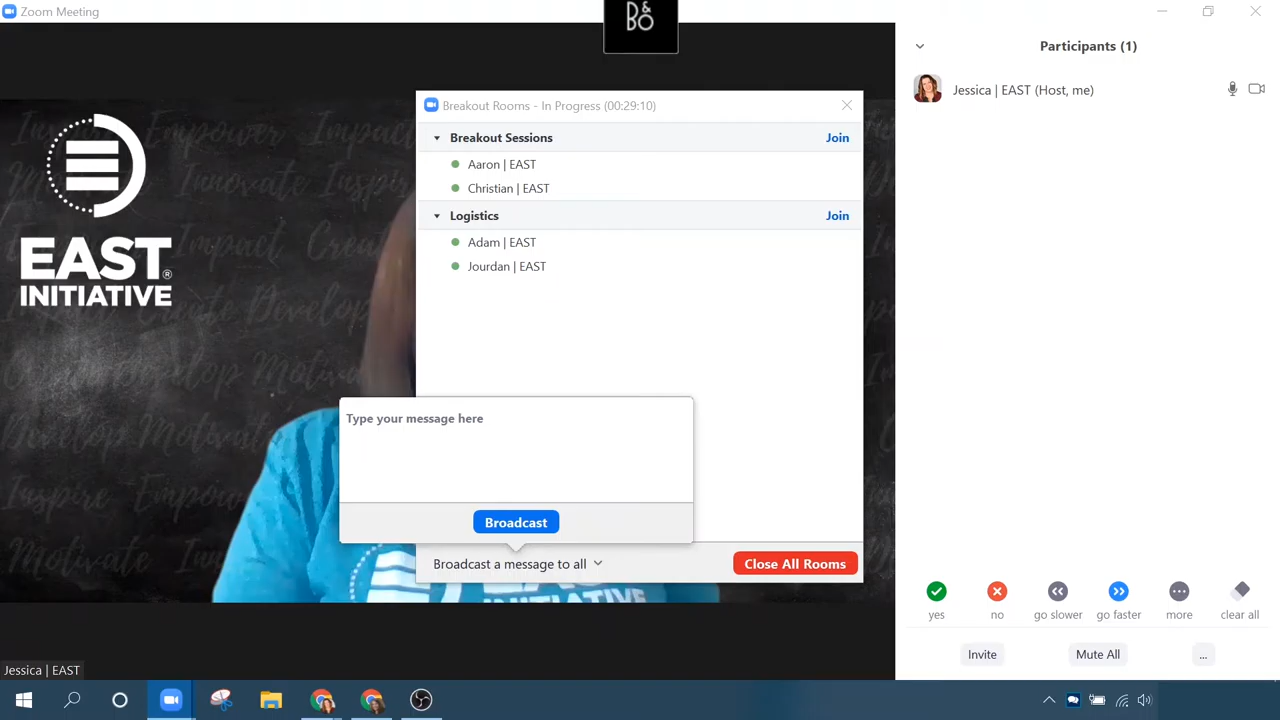 Zoom Meeting
B&
BO
Participants (1)
Jessica | EAST (Host, me)
Breakout Rooms - In Progress (00:29:10)
Breakout Sessions
Join
Aaron | EAST
Christian | EAST
Logistics
Join
Adam | EAST
Jourdan | EAST
EAST®
INITIATIVE
Type your message here
Broadcast
Broadcast a message to all
Close All Rooms
INITIATIVE
yes
no
go slower
go faster
more
clear all
Invite
Mute All
...
Jessica | EAST